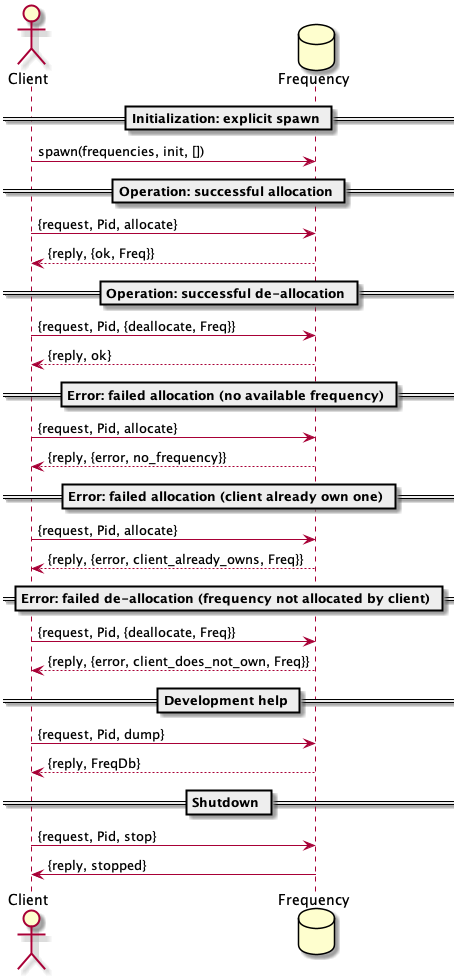 Client
Frequency
Initialization: explicit spawn
spawn(frequencies, init, [])
Operation: successful allocation
{request, Pid, allocate}
{reply, {ok, Freq}}
Operation: successful de-allocation
{request, Pid, {deallocate, Freq}}
{reply, ok}
Error: failed allocation (no available frequency)
{request, Pid, allocate}
{reply, {error, no_frequency}}
Error: failed allocation (client already own one)
{request, Pid, allocate}
{reply, {error, client_already_owns, Freq}}
Error: failed de-allocation (frequency not allocated by client)
{request, Pid, {deallocate, Freq}}
{reply, {error, client_does_not_own, Freq}}
Development help
{request, Pid, dump}
{reply, FreqDb}
Shutdown
{request, Pid, stop}
{reply, stopped}
Client
Frequency